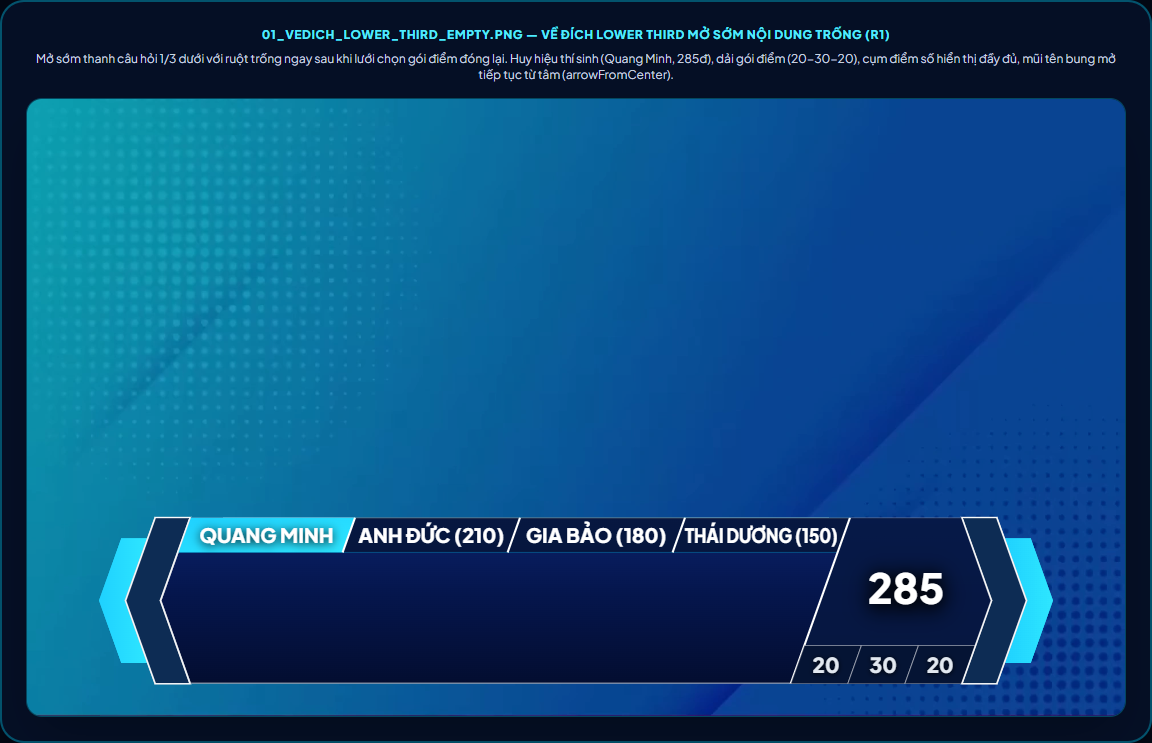 01_VEDICH_LOWER_THIRD_EMPTY.PNG — VỀ ĐÍCH LOWER THIRD MỞ SỚM NỘI DUNG TRỐNG (R1)
Mở sớm thanh câu hỏi 1/3 dưới với ruột trống ngay sau khi lưới chọn gói điểm đóng lại. Huy hiệu thí sinh (Quang Minh, 285đ), dải gói điểm (20–30–20), cụm điểm số hiển thị đầy đủ, mũi tên bung mở
tiếp tục từ tâm (arrowFromCenter).
QUANG MINH ANH ĐỨC (210) GIA BẢO (180) THÁI DƯƠNG (150)
285
20 30 20